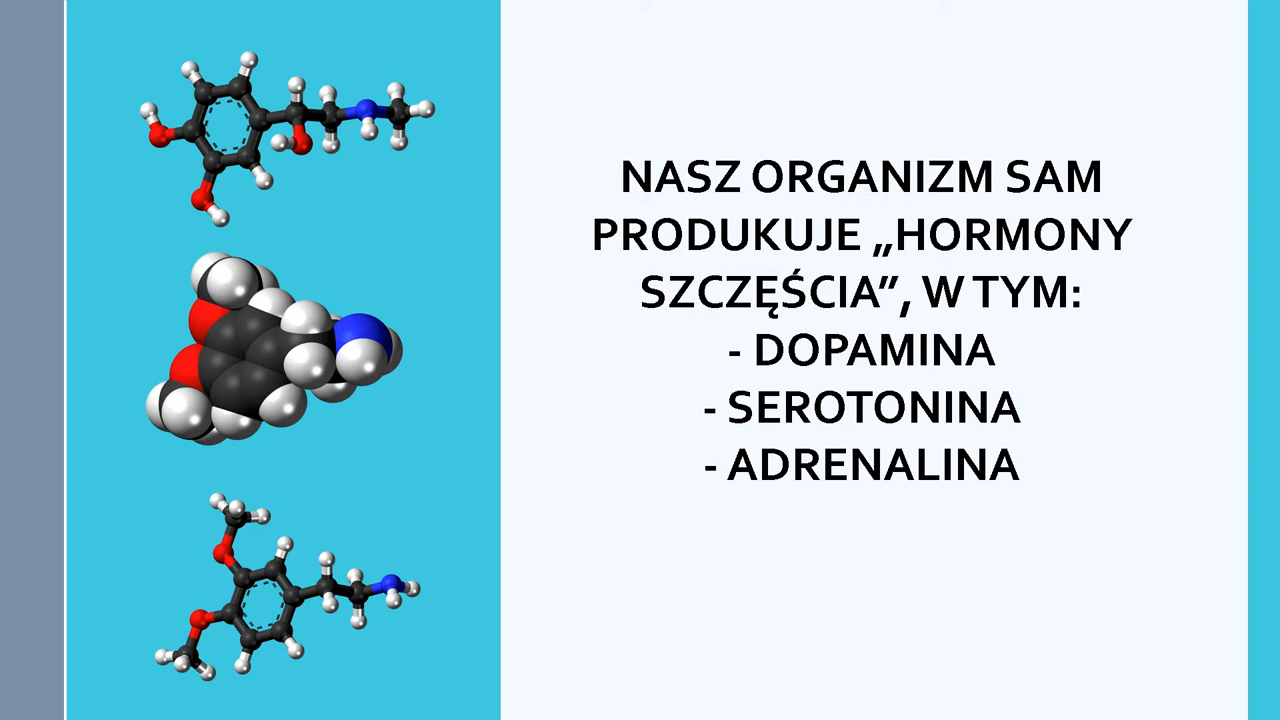 NASZ ORGANIZM SAM
PRODUKUJE „HORMONY
SZCZĘŚCIA”, W TYM:
- DOPAMINA
- SEROTONINA
- ADRENALINA